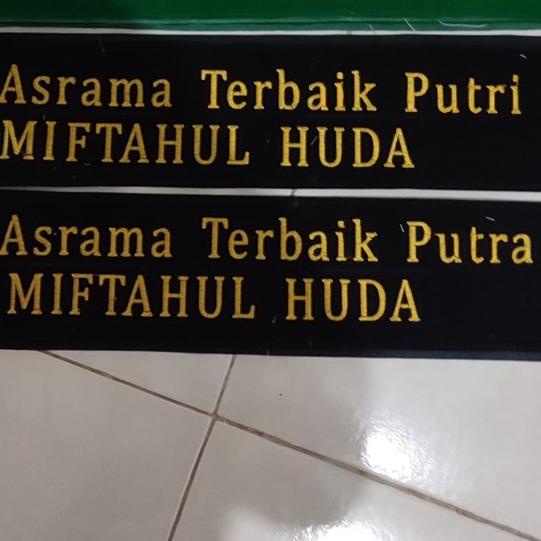 Asrama Terbaik Putri
MIFTAHUL HUDA
Asrama Terbaik Putra
MIFTAHUL HUDA